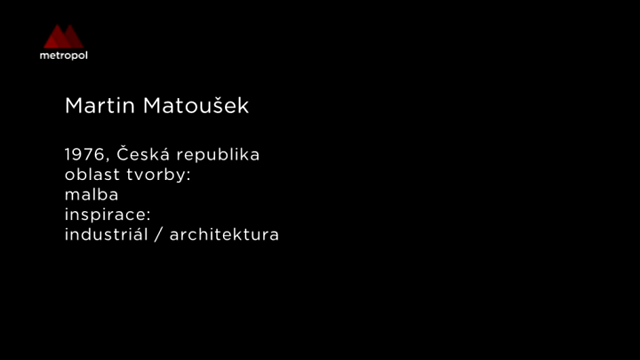 metropol
Martin Matoušek
1976, Česká republika
oblast tvorby:
malba
inspirace:
industriál / architektura